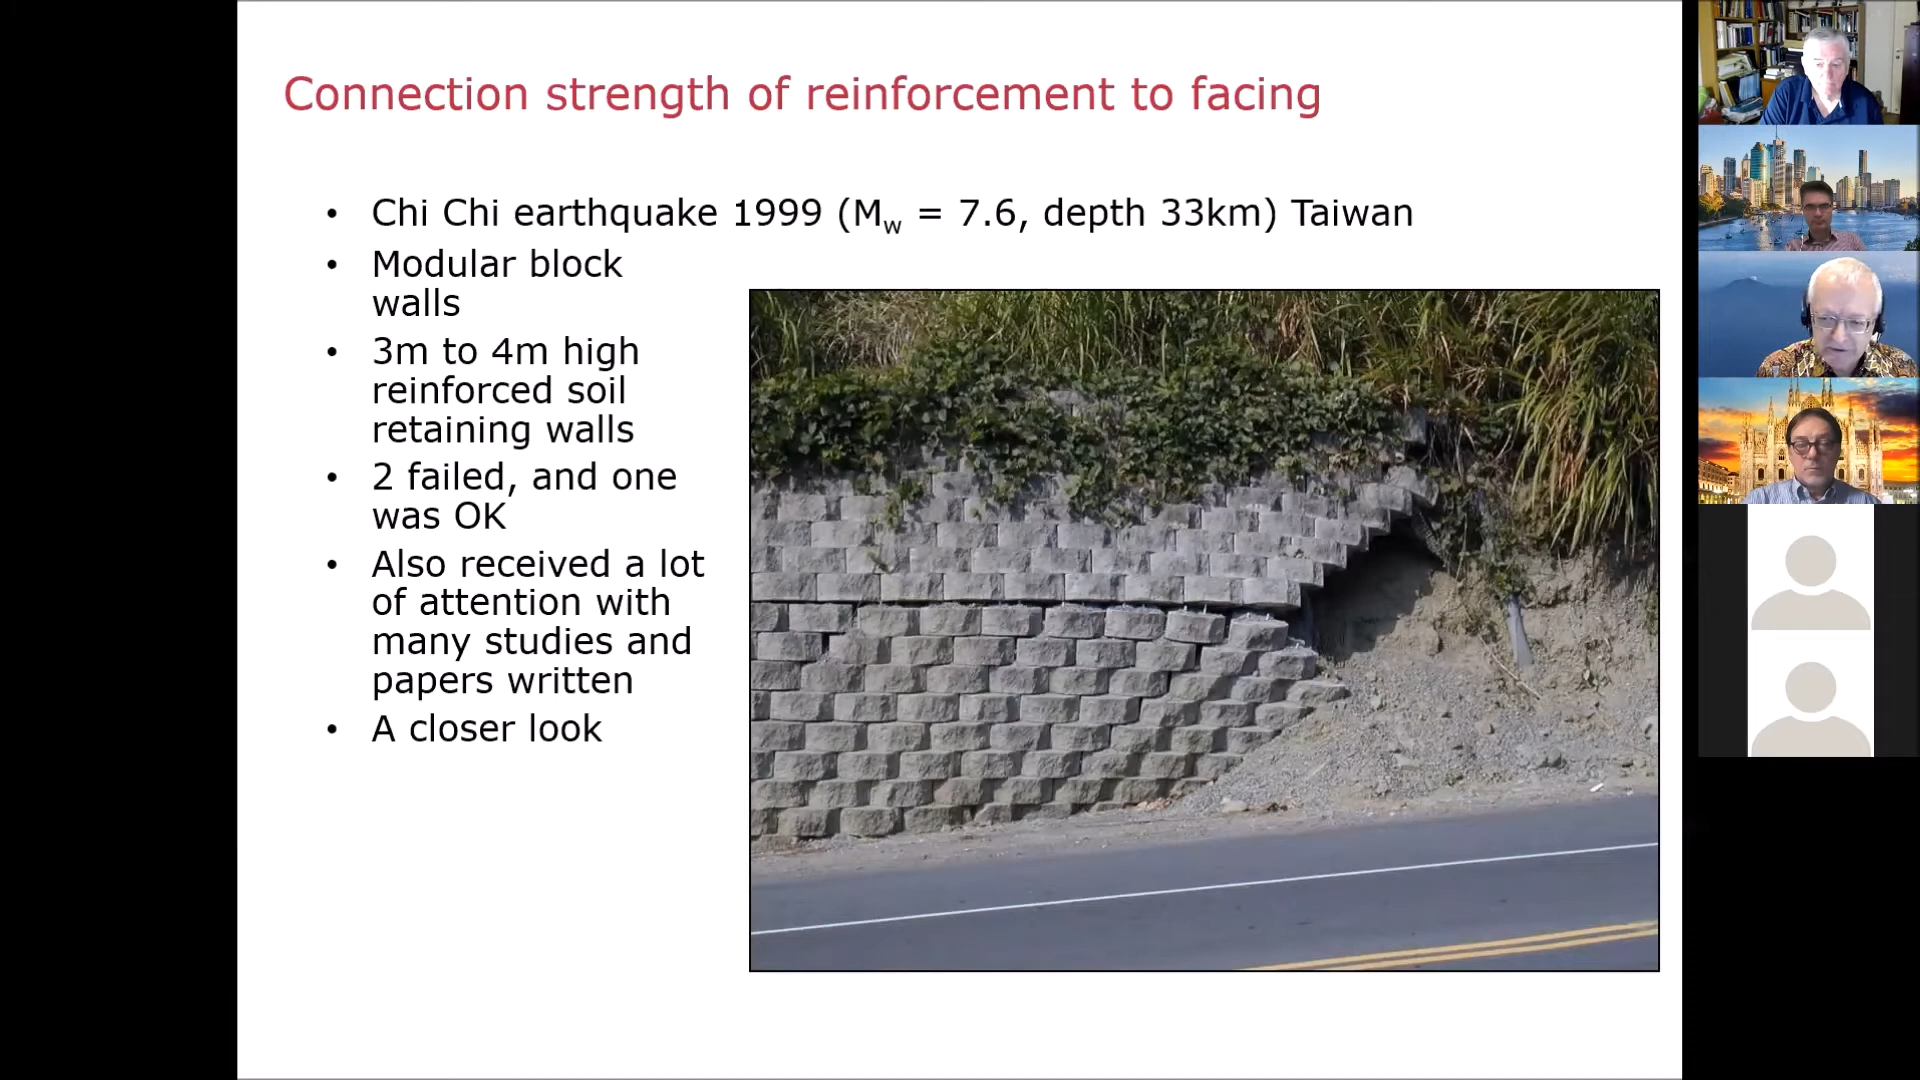 Connection strength of reinforcement to facing
• Chi Chi earthquake 1999 (Mw = 7.6, depth 33km) Taiwan
• Modular block
walls
• 3m to 4m high
reinforced soil
retaining walls
• 2 failed, and one
was OK
• Also received a lot
of attention with
many studies and
papers written
• A closer look